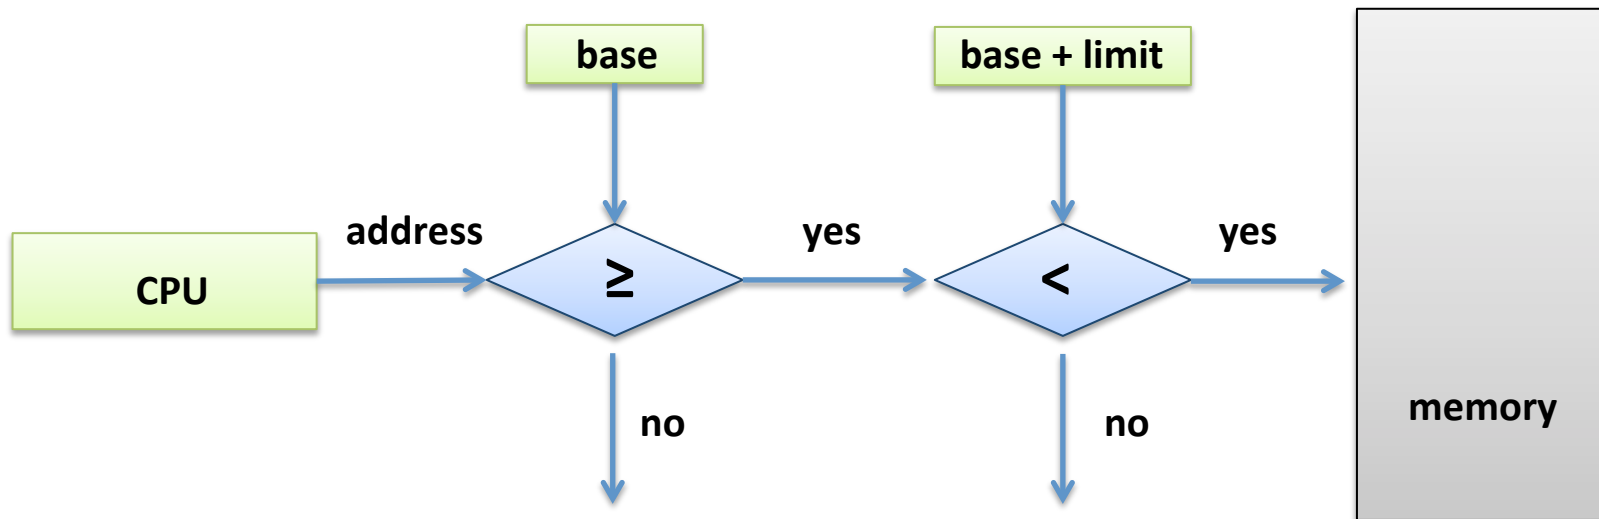 base
base + limit
address
yes
yes
CPU
≥
<
no
no
memory